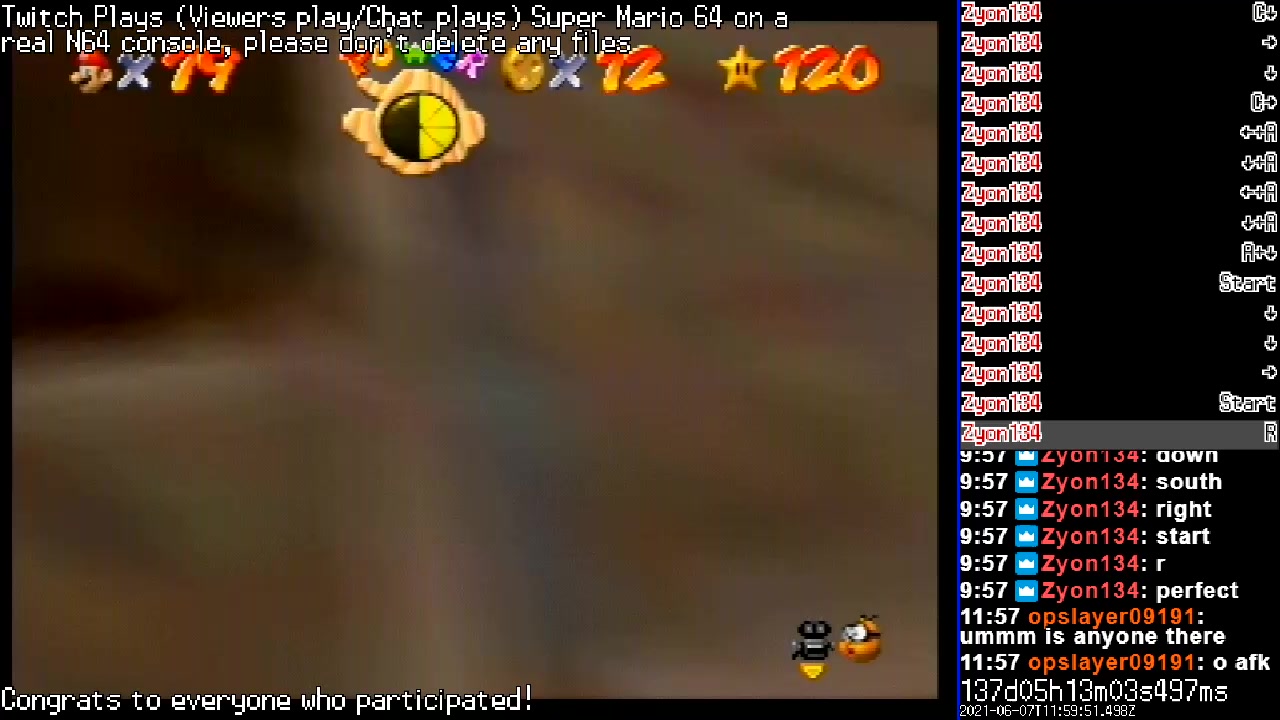 Twitch Plays (Viewers play/Chat plays) Super Mario 64 on a
real N64 console, please don't delete any files
POWER
x 12
120
Congrats to everyone who participated!
Zyon134 C↓
Zyon134 →
Zyon134 ↓
Zyon134 C→
Zyon134 ←+A
Zyon134 ↓+A
Zyon134 ←+A
Zyon134 ↓+A
Zyon134 A+↓
Zyon134 Start
Zyon134 ↓
Zyon134 ↓
Zyon134 →
Zyon134 Start
Zyon134 R
9:57 Zyon134: down
9:57 Zyon134: south
9:57 Zyon134: right
9:57 Zyon134: start
9:57 Zyon134: r
9:57 Zyon134: perfect
11:57 opslayer09191:
ummm is anyone there
11:57 opslayer09191: o afk
137d05h13m03s497ms
2021-06-07T11:59:51.498Z